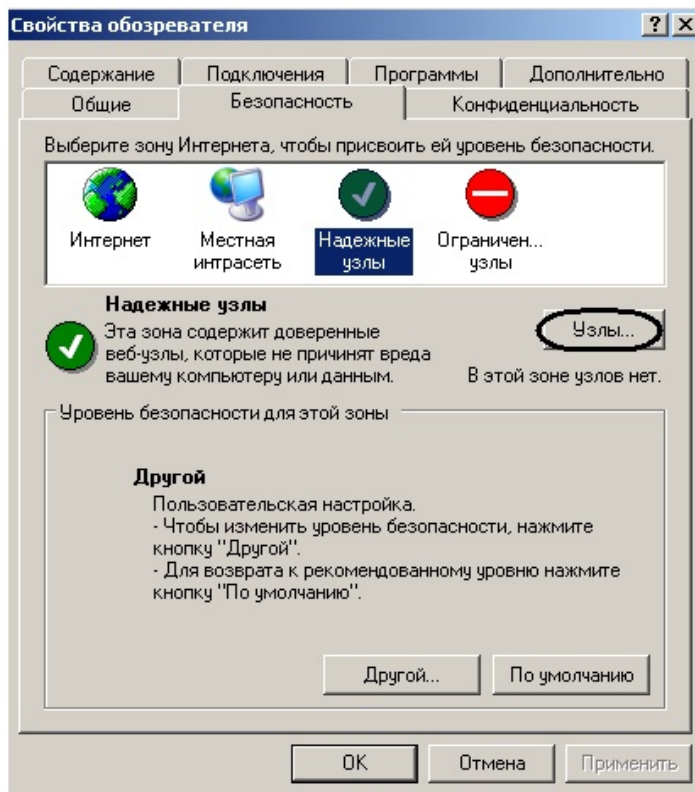 Свойства обозревателя
Содержание Подключения Программы Дополнительно
Общие Безопасность Конфиденциальность
Выберите зону Интернета, чтобы присвоить ей уровень безопасности.
Интернет Местная интрасеть Надежные узлы Ограничен... узлы
Надежные узлы
Эта зона содержит доверенные
веб-узлы, которые не причинят вреда
вашему компьютеру или данным.
Узлы...
В этой зоне узлов нет.
Уровень безопасности для этой зоны
Другой
Пользовательская настройка.
- Чтобы изменить уровень безопасности, нажмите
кнопку "Другой".
- Для возврата к рекомендованному уровню нажмите
кнопку "По умолчанию".
Другой... По умолчанию
OK Отмена Применить